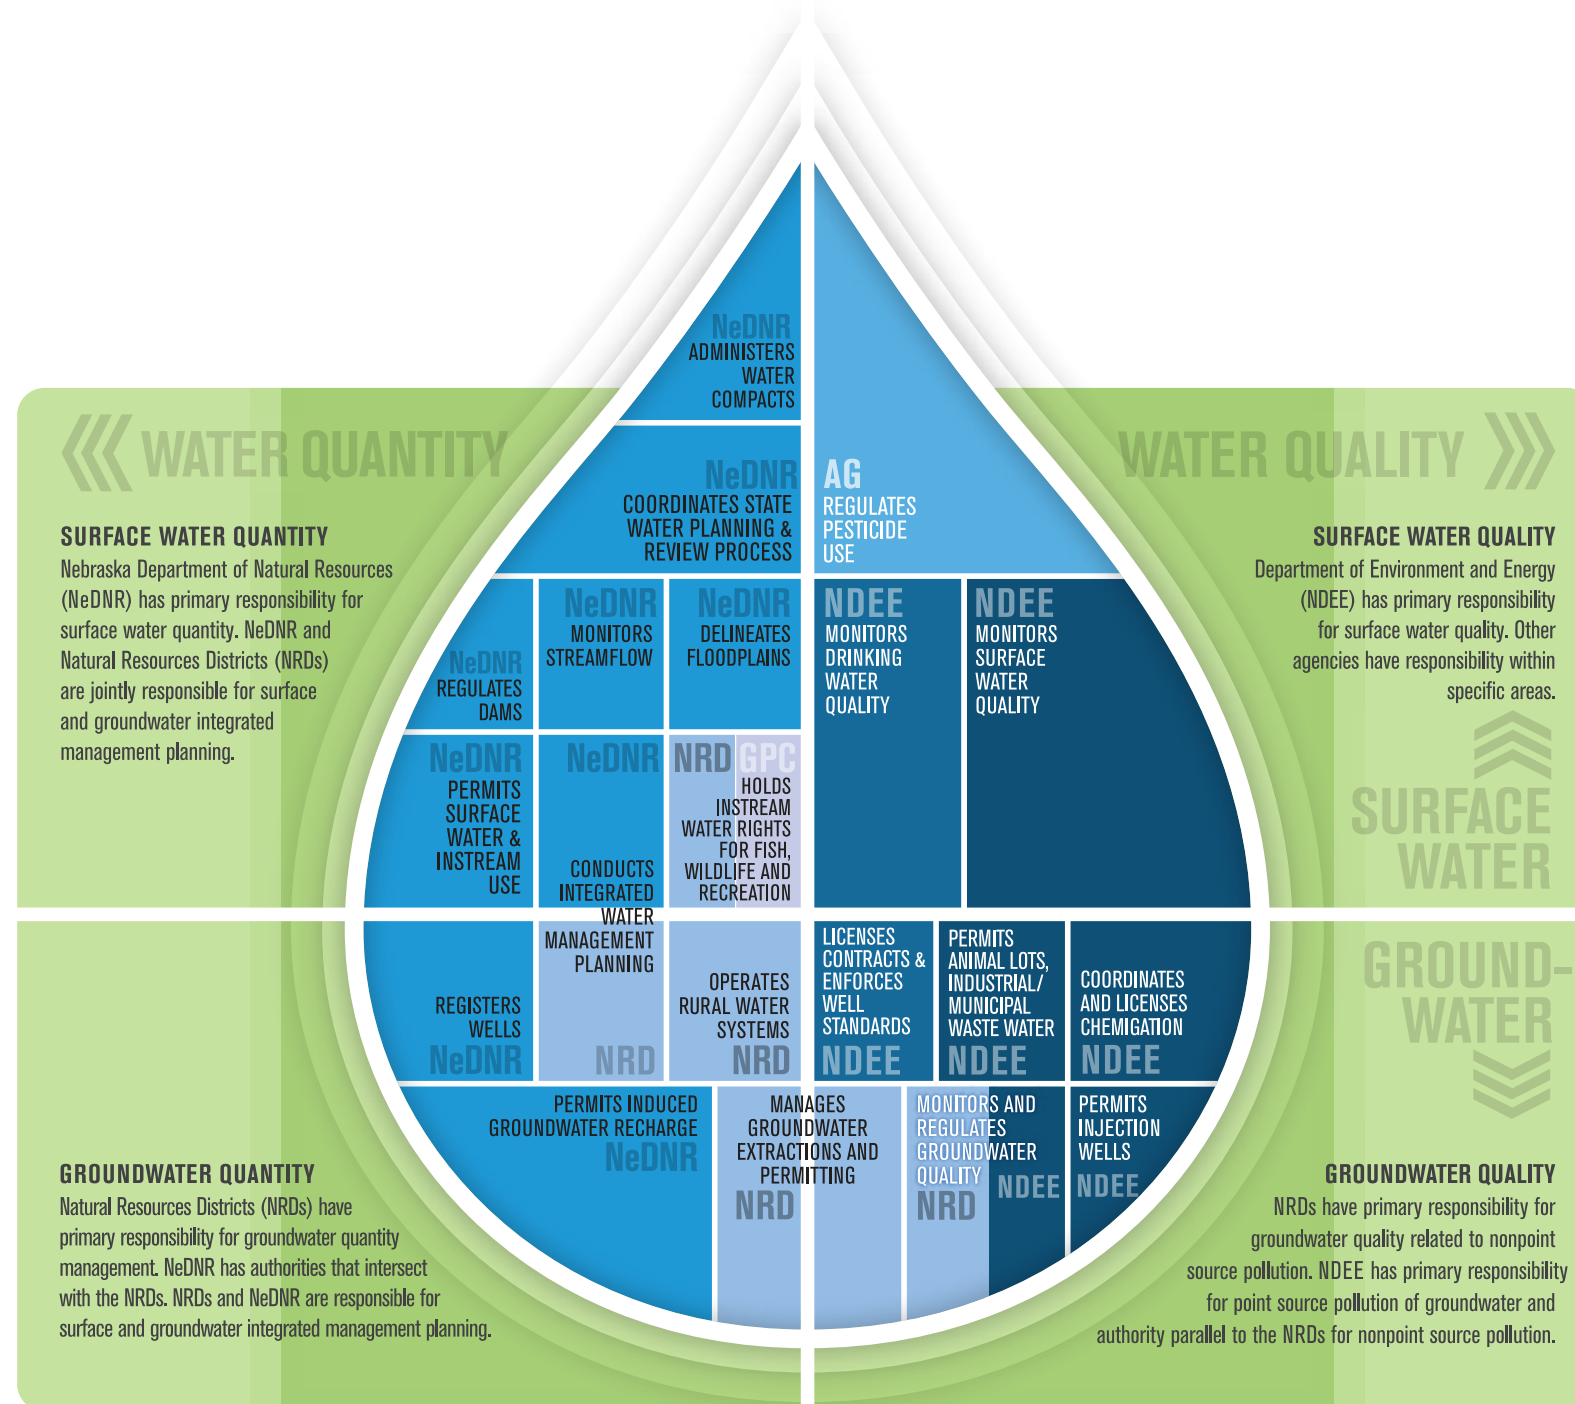 WATER QUANTITY
SURFACE WATER QUANTITY
Nebraska Department of Natural Resources
(NeDNR) has primary responsibility for
surface water quantity. NeDNR and
Natural Resources Districts (NRDs)
are jointly responsible for surface
and groundwater integrated
management planning.
NeDNR
ADMINISTERS
WATER
COMPACTS
NeDNR
COORDINATES STATE
WATER PLANNING &
REVIEW PROCESS
NeDNR
REGULATES
DAMS
NeDNR
MONITORS
STREAMFLOW
NeDNR
DELINEATES
FLOODPLAINS
NeDNR
PERMITS
SURFACE
WATER &
INSTREAM
USE
NeDNR
CONDUCTS
INTEGRATED
WATER
MANAGEMENT
PLANNING
NRD
NRD GPC
HOLDS
INSTREAM
WATER RIGHTS
FOR FISH,
WILDLIFE AND
RECREATION
WATER QUALITY
AG
REGULATES
PESTICIDE
USE
NDEE
MONITORS
DRINKING
WATER
QUALITY
NDEE
MONITORS
SURFACE
WATER
QUALITY
SURFACE WATER QUALITY
Department of Environment and Energy
(NDEE) has primary responsibility
for surface water quality. Other
agencies have responsibility within
specific areas.
SURFACE
WATER
GROUND-
WATER
REGISTERS
WELLS
NeDNR
OPERATES
RURAL WATER
SYSTEMS
NRD
LICENSES
CONTRACTS &
ENFORCES
WELL
STANDARDS
NDEE
PERMITS
ANIMAL LOTS,
INDUSTRIAL/
MUNICIPAL
WASTE WATER
NDEE
COORDINATES
AND LICENSES
CHEMIGATION
NDEE
PERMITS INDUCED
GROUNDWATER RECHARGE
NeDNR
MANAGES
GROUNDWATER
EXTRACTIONS AND
PERMITTING
NRD
MONITORS AND
REGULATES
GROUNDWATER
QUALITY
NRD NDEE
PERMITS
INJECTION
WELLS
NDEE
GROUNDWATER QUANTITY
Natural Resources Districts (NRDs) have
primary responsibility for groundwater quantity
management. NeDNR has authorities that intersect
with the NRDs. NRDs and NeDNR are responsible for
surface and groundwater integrated management planning.
GROUNDWATER QUALITY
NRDs have primary responsibility for
groundwater quality related to nonpoint
source pollution. NDEE has primary responsibility
for point source pollution of groundwater and
authority parallel to the NRDs for nonpoint source pollution.